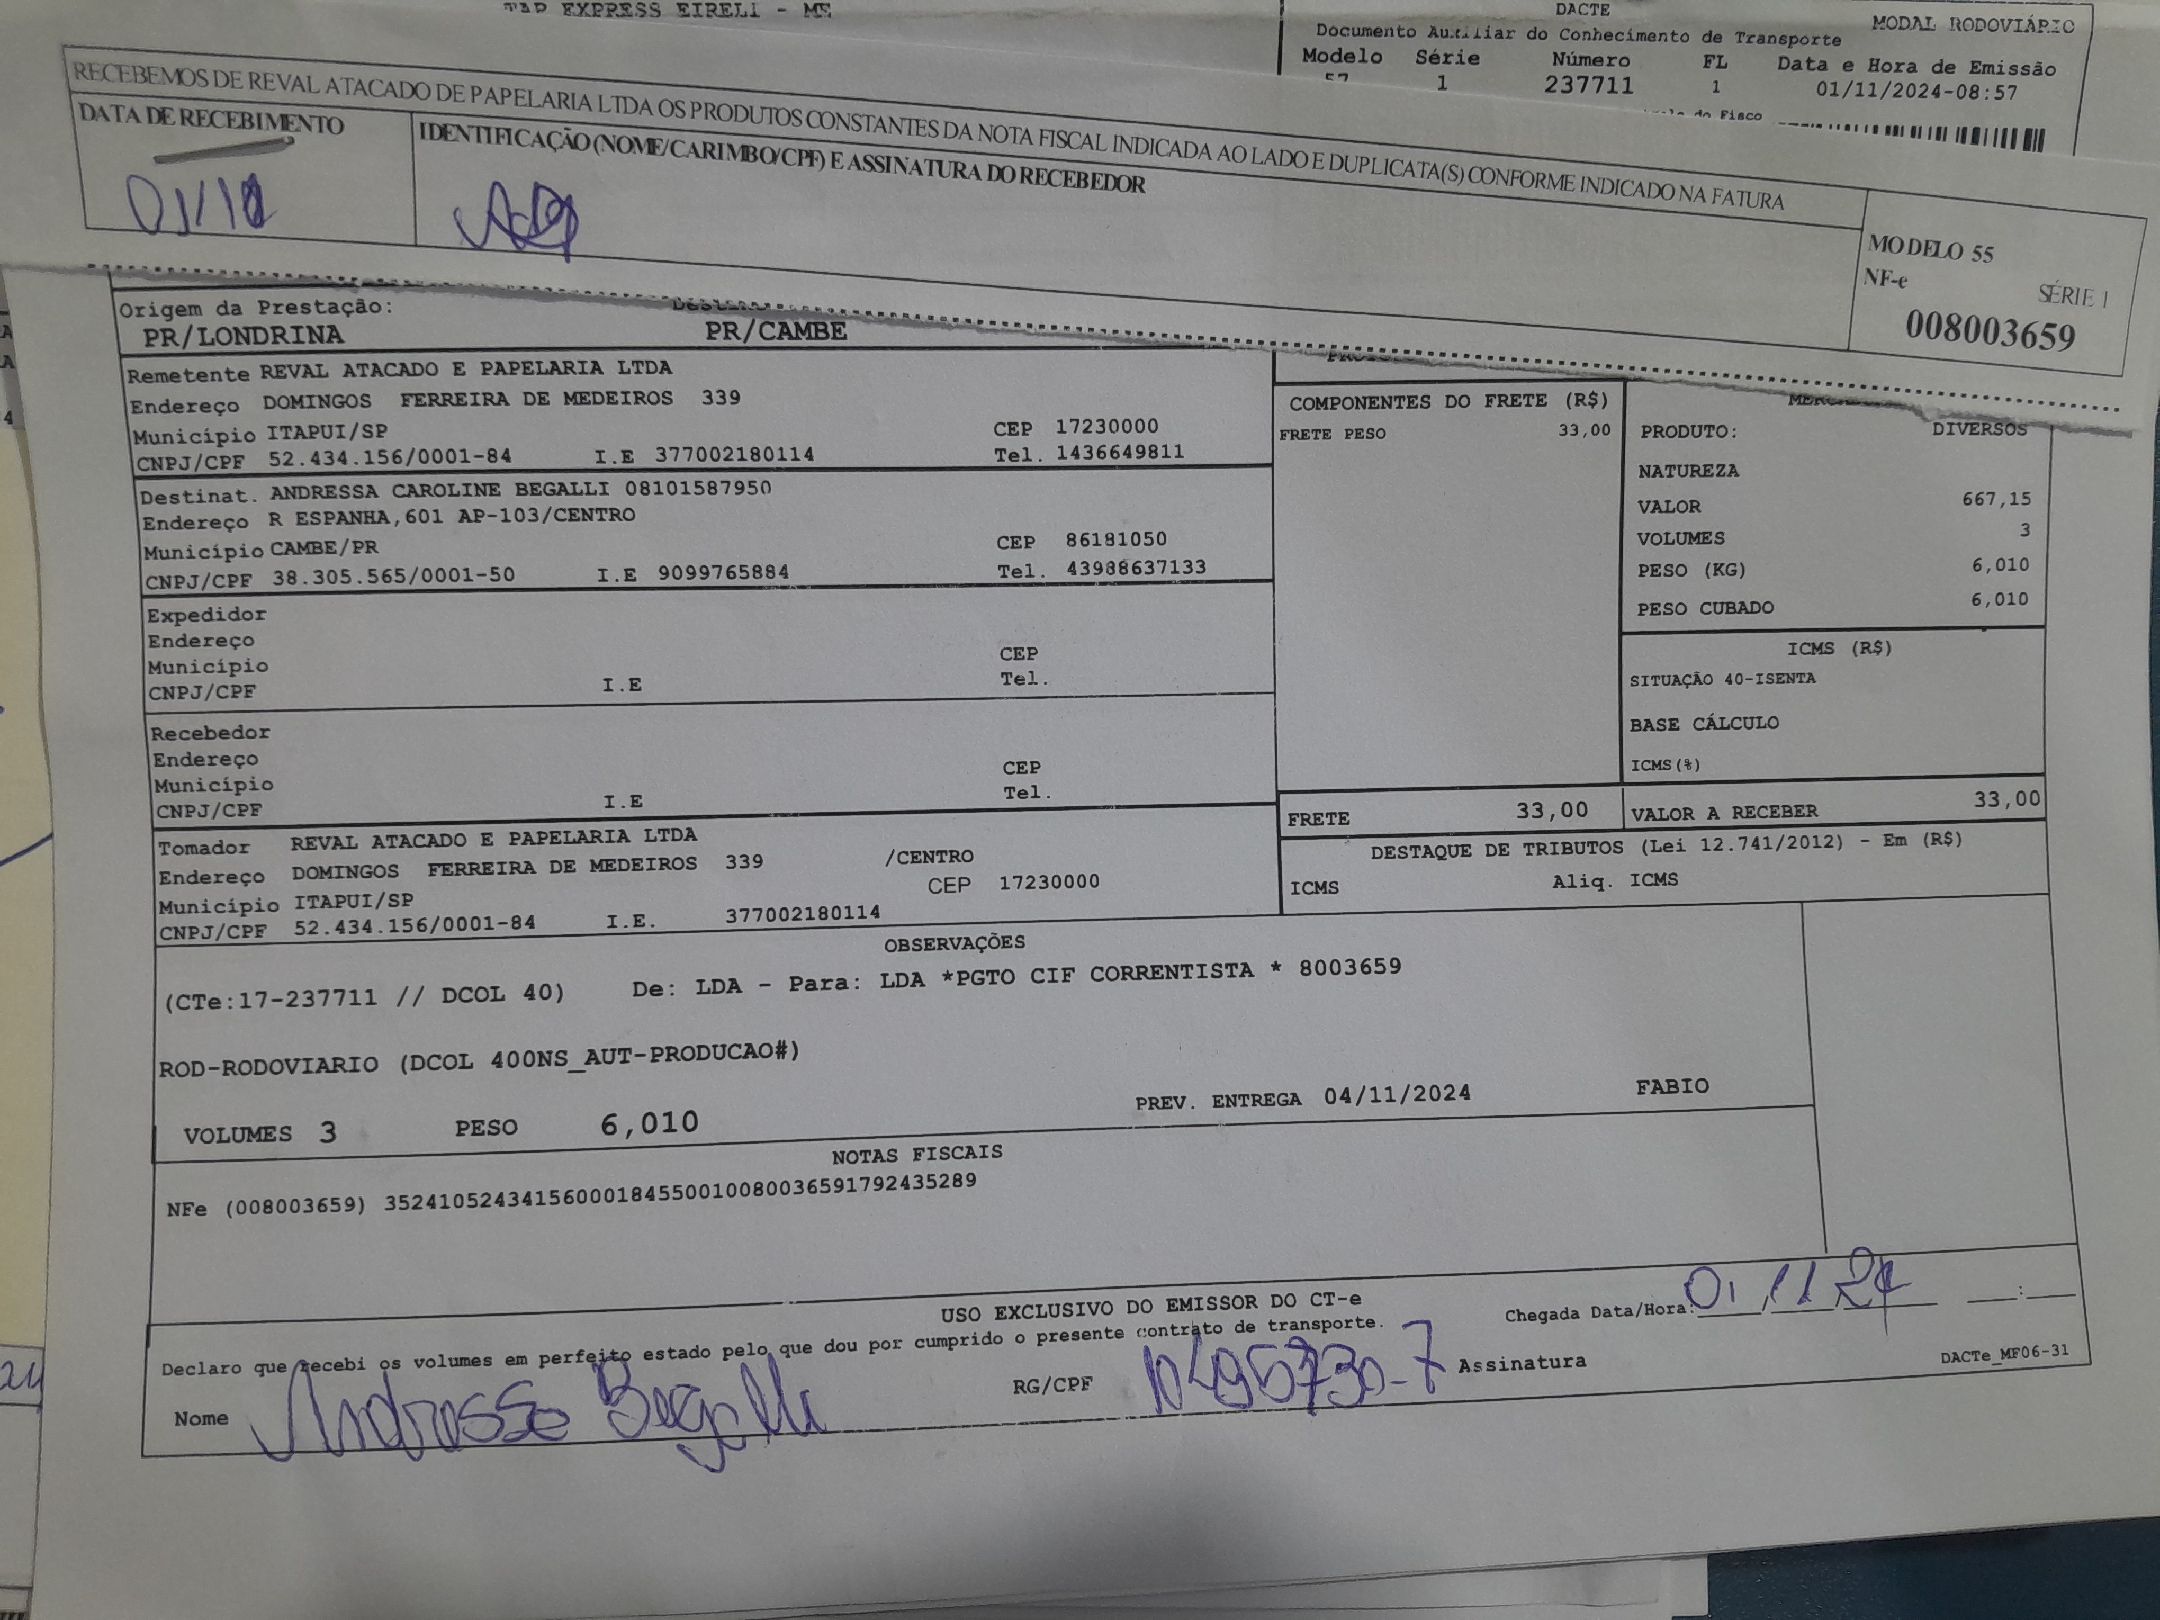 EXPRESS EIRELI - ME
DACTE
MODAL RODOVIÁRIO
Documento Auxiliar do Conhecimento de Transporte
Modelo Série Número FL Data e Hora de Emissão
57 1 237711 1 01/11/2024-08:57
do Fisco
RECEBEMOS DE REVAL ATACADO DE PAPELARIA LTDA OS PRODUTOS CONSTANTES DA NOTA FISCAL INDICADA AO LADO E DUPLICATA(S) CONFORME INDICADO NA FATURA
DATA DE RECEBIMENTO
IDENTIFICAÇÃO (NOME/CARIMBO/CPF) E ASSINATURA DO RECEBEDOR
01/11
MODELO 55
NF-e SÉRIE 1
008003659
Origem da Prestação:
PR/LONDRINA PR/CAMBE
Remetente REVAL ATACADO E PAPELARIA LTDA
Endereço DOMINGOS FERREIRA DE MEDEIROS 339
Município ITAPUI/SP CEP 17230000
CNPJ/CPF 52.434.156/0001-84 I.E 377002180114 Tel. 1436649811
Destinat. ANDRESSA CAROLINE BEGALLI 08101587950
Endereço R ESPANHA,601 AP-103/CENTRO
Município CAMBE/PR CEP 86181050
CNPJ/CPF 38.305.565/0001-50 I.E 9099765884 Tel. 43988637133
Expedidor
Endereço
Município CEP
CNPJ/CPF I.E Tel.
Recebedor
Endereço
Município CEP
CNPJ/CPF I.E Tel.
Tomador REVAL ATACADO E PAPELARIA LTDA
Endereço DOMINGOS FERREIRA DE MEDEIROS 339 /CENTRO
Município ITAPUI/SP CEP 17230000
CNPJ/CPF 52.434.156/0001-84 I.E. 377002180114
COMPONENTES DO FRETE (R$)
FRETE PESO 33,00
PRODUTO: DIVERSOS
NATUREZA
VALOR 667,15
VOLUMES 3
PESO (KG) 6,010
PESO CUBADO 6,010
ICMS (R$)
SITUAÇÃO 40-ISENTA
BASE CÁLCULO
ICMS(%)
FRETE 33,00 VALOR A RECEBER 33,00
DESTAQUE DE TRIBUTOS (Lei 12.741/2012) - Em (R$)
ICMS Aliq. ICMS
OBSERVAÇÕES
(CTe:17-237711 // DCOL 40) De: LDA - Para: LDA *PGTO CIF CORRENTISTA * 8003659
ROD-RODOVIARIO (DCOL 400NS_AUT-PRODUCAO#)
VOLUMES 3 PESO 6,010 PREV. ENTREGA 04/11/2024 FABIO
NOTAS FISCAIS
NFe (008003659) 35241052434156000184550010080036591792435289
USO EXCLUSIVO DO EMISSOR DO CT-e
Chegada Data/Hora: 01/11/24 __:__
Declaro que recebi os volumes em perfeito estado pelo que dou por cumprido o presente contrato de transporte.
Nome Andressa Begalli RG/CPF 10495730-7 Assinatura
DACTe_MF06-31